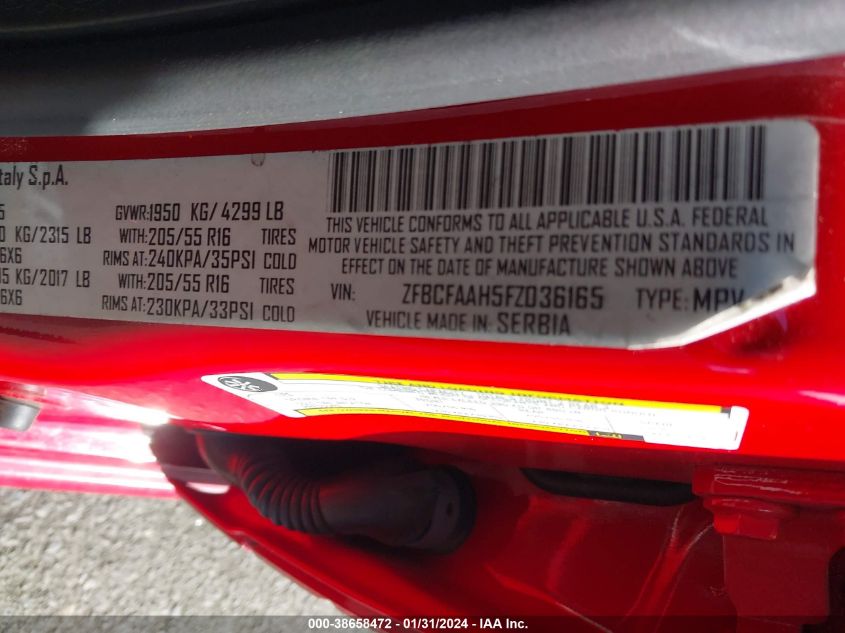 taly S.p.A.
GVWR:1950 KG/ 4299 LB
KG/2315 LB WITH:205/55 R16 TIRES
6X6 RIMS AT:240KPA/35PSI COLD
KG/2017 LB WITH:205/55 R16 TIRES
6X6 RIMS AT:230KPA/33PSI COLD
THIS VEHICLE CONFORMS TO ALL APPLICABLE U.S.A. FEDERAL
MOTOR VEHICLE SAFETY AND THEFT PREVENTION STANDARDS IN
EFFECT ON THE DATE OF MANUFACTURE SHOWN ABOVE
VIN: ZFBCFAAH5FZ036165 TYPE: MPV
VEHICLE MADE IN: SERBIA
000-38658472 - 01/31/2024 - IAA Inc.